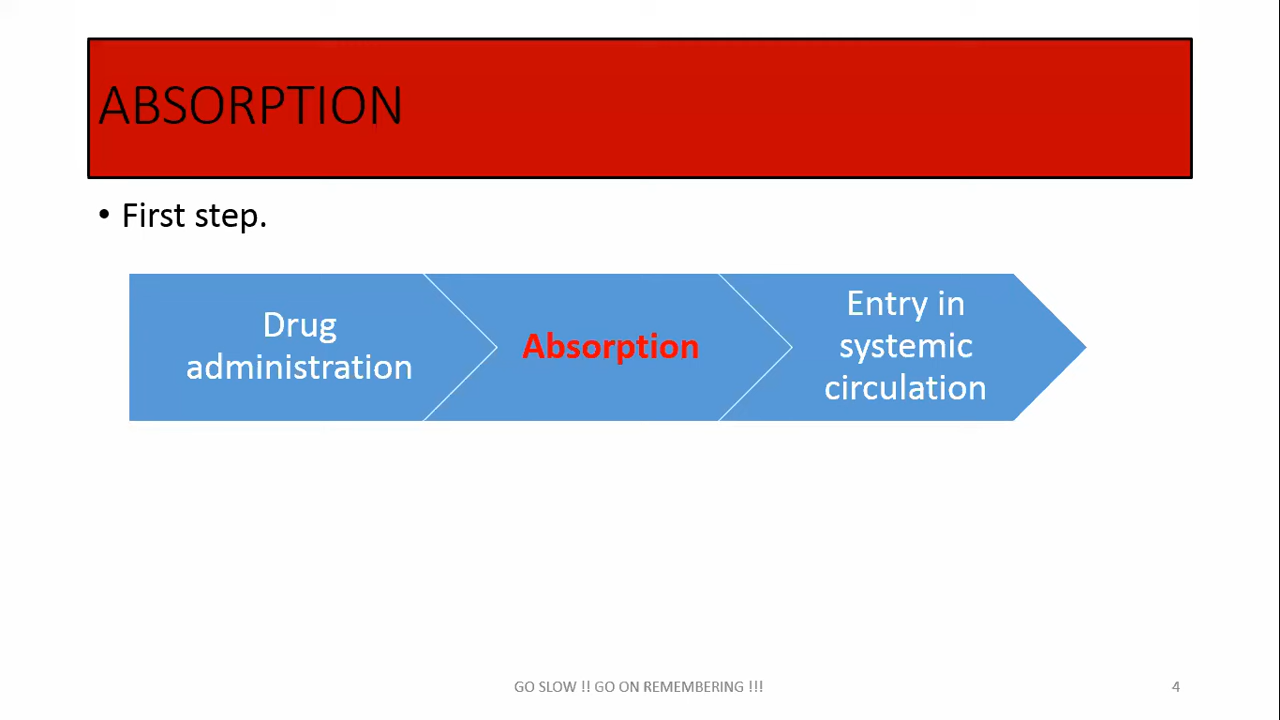 ABSORPTION
• First step.
Drug
administration
Absorption
Entry in
systemic
circulation
GO SLOW !! GO ON REMEMBERING !!!
4